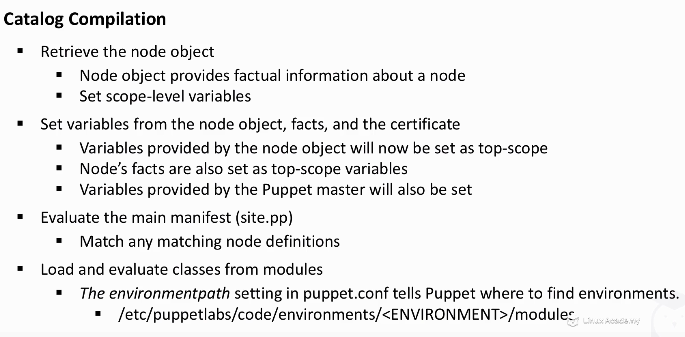 Catalog Compilation
▪ Retrieve the node object
▪ Node object provides factual information about a node
▪ Set scope-level variables
▪ Set variables from the node object, facts, and the certificate
▪ Variables provided by the node object will now be set as top-scope
▪ Node's facts are also set as top-scope variables
▪ Variables provided by the Puppet master will also be set
▪ Evaluate the main manifest (site.pp)
▪ Match any matching node definitions
▪ Load and evaluate classes from modules
▪ The environmentpath setting in puppet.conf tells Puppet where to find environments.
▪ /etc/puppetlabs/code/environments/<ENVIRONMENT>/modules
Linux Academy